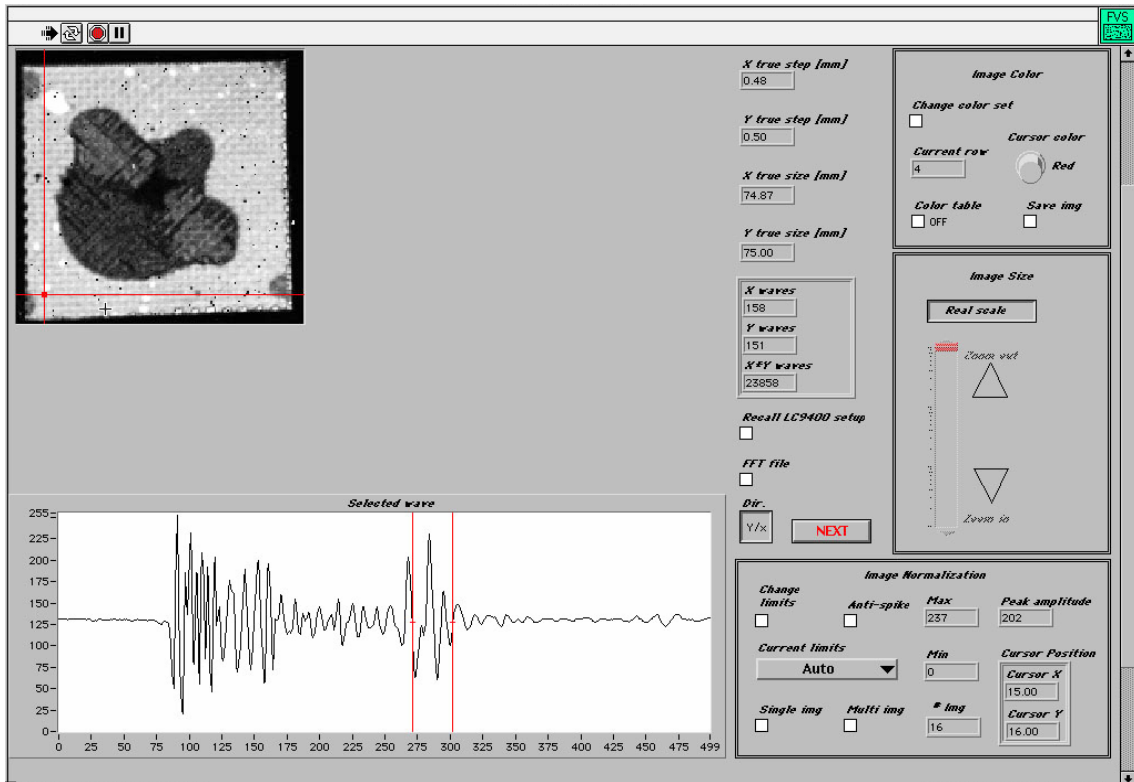 FVS
X true step [mm]
0.48
Y true step [mm]
0.50
X true size [mm]
74.87
Y true size [mm]
75.00
X waves
158
Y waves
151
X*Y waves
23858
Recall LC9400 setup
FFT file
Dir.
Y/x
NEXT
Image Color
Change color set
Cursor color
Current row
4
Red
Color table
Save img
OFF
Image Size
Real scale
Zoom out
Zoom in
Selected wave
255
225
200
175
150
125
100
75
50
25
0
0 25 50 75 100 125 150 175 200 225 250 275 300 325 350 375 400 425 450 475 499
Image Normalization
Change limits
Anti-spike
Max
237
Peak amplitude
202
Current limits
Auto
Min
0
Cursor Position
Cursor X
15.00
Cursor Y
16.00
Single img
Multi img
# Img
16